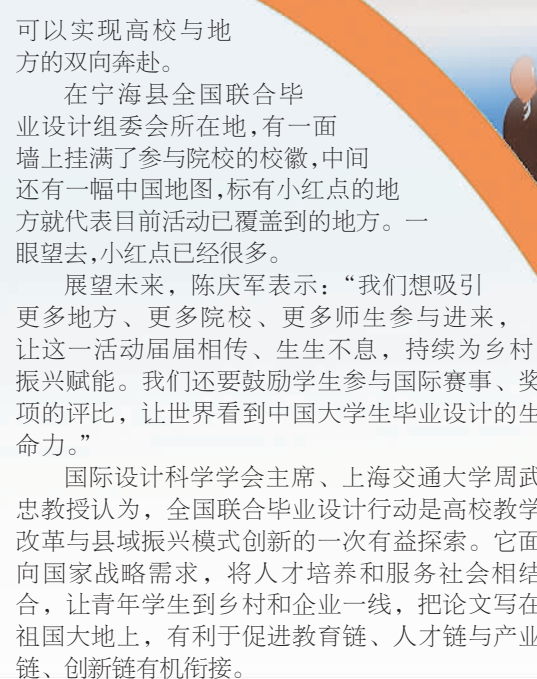 可以实现高校与地
方的双向奔赴。
在宁海县全国联合毕
业设计组委会所在地,有一面
墙上挂满了参与院校的校徽,中间
还有一幅中国地图,标有小红点的地
方就代表目前活动已覆盖到的地方。一
眼望去,小红点已经很多。
展望未来，陈庆军表示：“我们想吸引
更多地方、更多院校、更多师生参与进来，
让这一活动届届相传、生生不息，持续为乡村
振兴赋能。我们还要鼓励学生参与国际赛事、奖
项的评比，让世界看到中国大学生毕业设计的生
命力。”
国际设计科学学会主席、上海交通大学周武
忠教授认为，全国联合毕业设计行动是高校教学
改革与县域振兴模式创新的一次有益探索。它面
向国家战略需求，将人才培养和服务社会相结
合，让青年学生到乡村和企业一线，把论文写在
祖国大地上，有利于促进教育链、人才链与产业
链、创新链有机衔接。